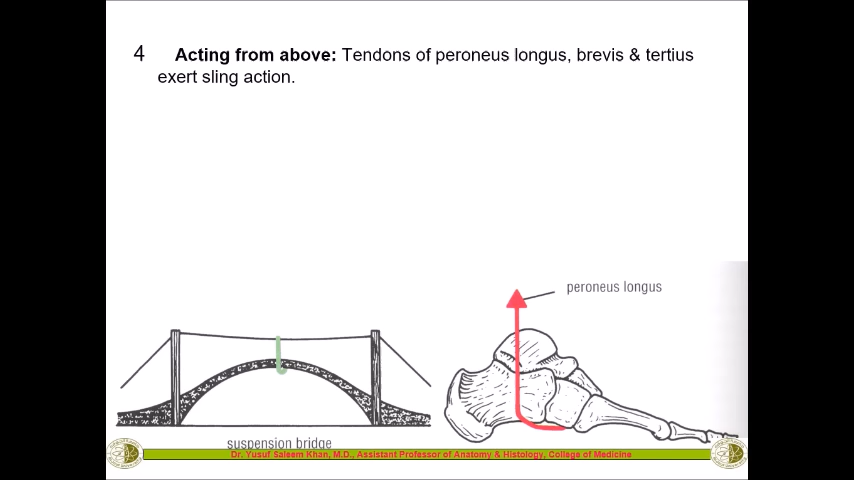 4 Acting from above: Tendons of peroneus longus, brevis & tertius
exert sling action.
peroneus longus
suspension bridge
Dr. Yusuf Saleem Khan, M.D., Assistant Professor of Anatomy & Histology, College of Medicine